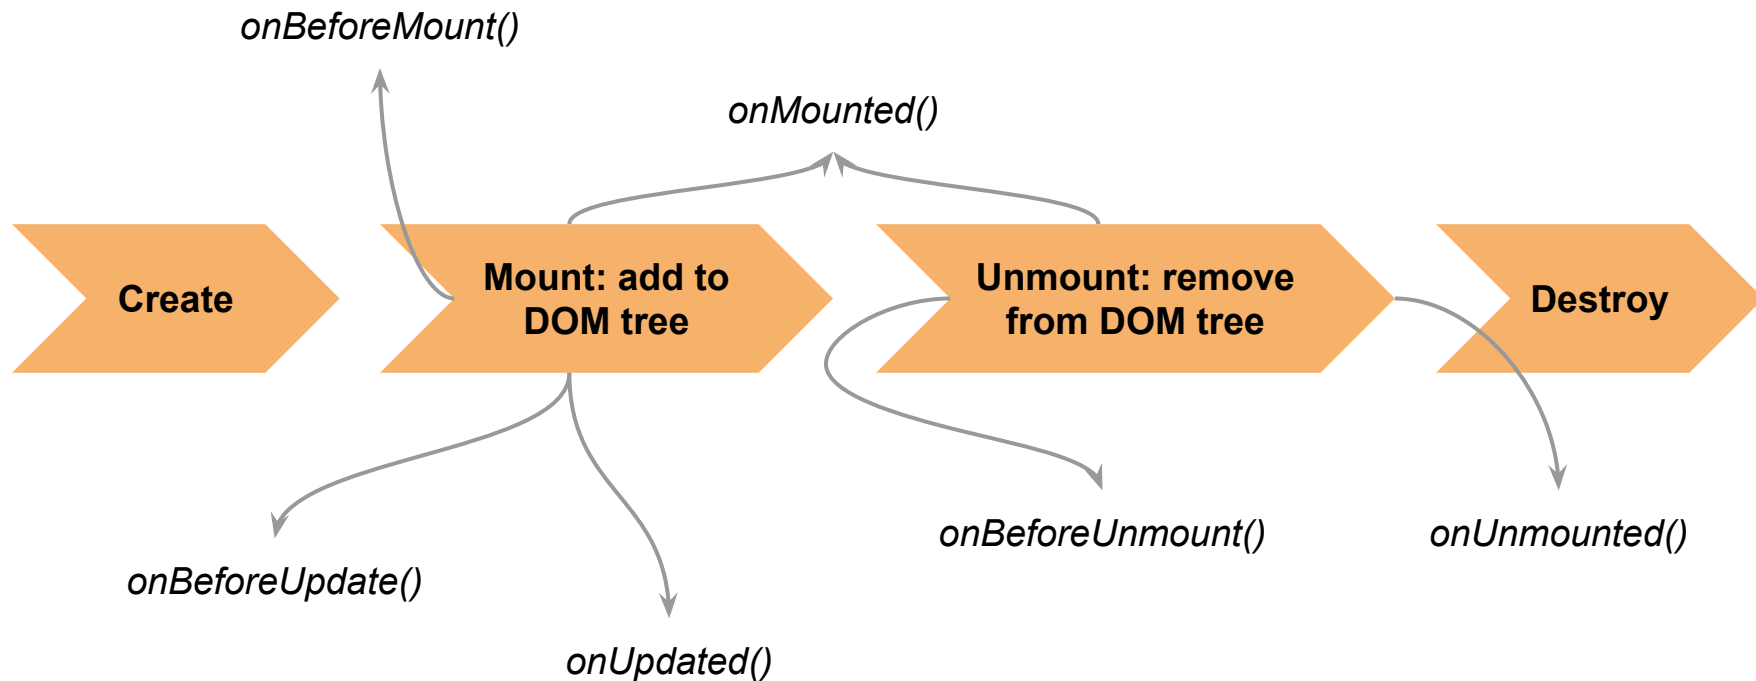 onBeforeMount()
onMounted()
Create
Mount: add to
DOM tree
Unmount: remove
from DOM tree
Destroy
onBeforeUpdate()
onUpdated()
onBeforeUnmount()
onUnmounted()